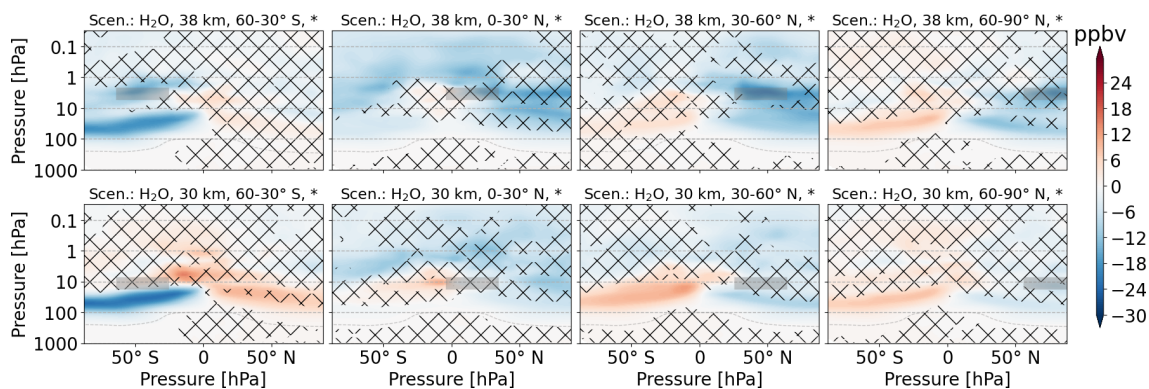 Scen.: H₂O, 38 km, 60-30° S, *
Scen.: H₂O, 38 km, 0-30° N, *
Scen.: H₂O, 38 km, 30-60° N, *
Scen.: H₂O, 38 km, 60-90° N, *
ppbv
Pressure [hPa]
0.1
1
10
100
1000
Scen.: H₂O, 30 km, 60-30° S, *
Scen.: H₂O, 30 km, 0-30° N, *
Scen.: H₂O, 30 km, 30-60° N, *
Scen.: H₂O, 30 km, 60-90° N, *
Pressure [hPa]
0.1
1
10
100
1000
50° S 0 50° N
50° S 0 50° N
50° S 0 50° N
50° S 0 50° N
Pressure [hPa]
Pressure [hPa]
Pressure [hPa]
Pressure [hPa]
24
18
12
6
0
−6
−12
−18
−24
−30